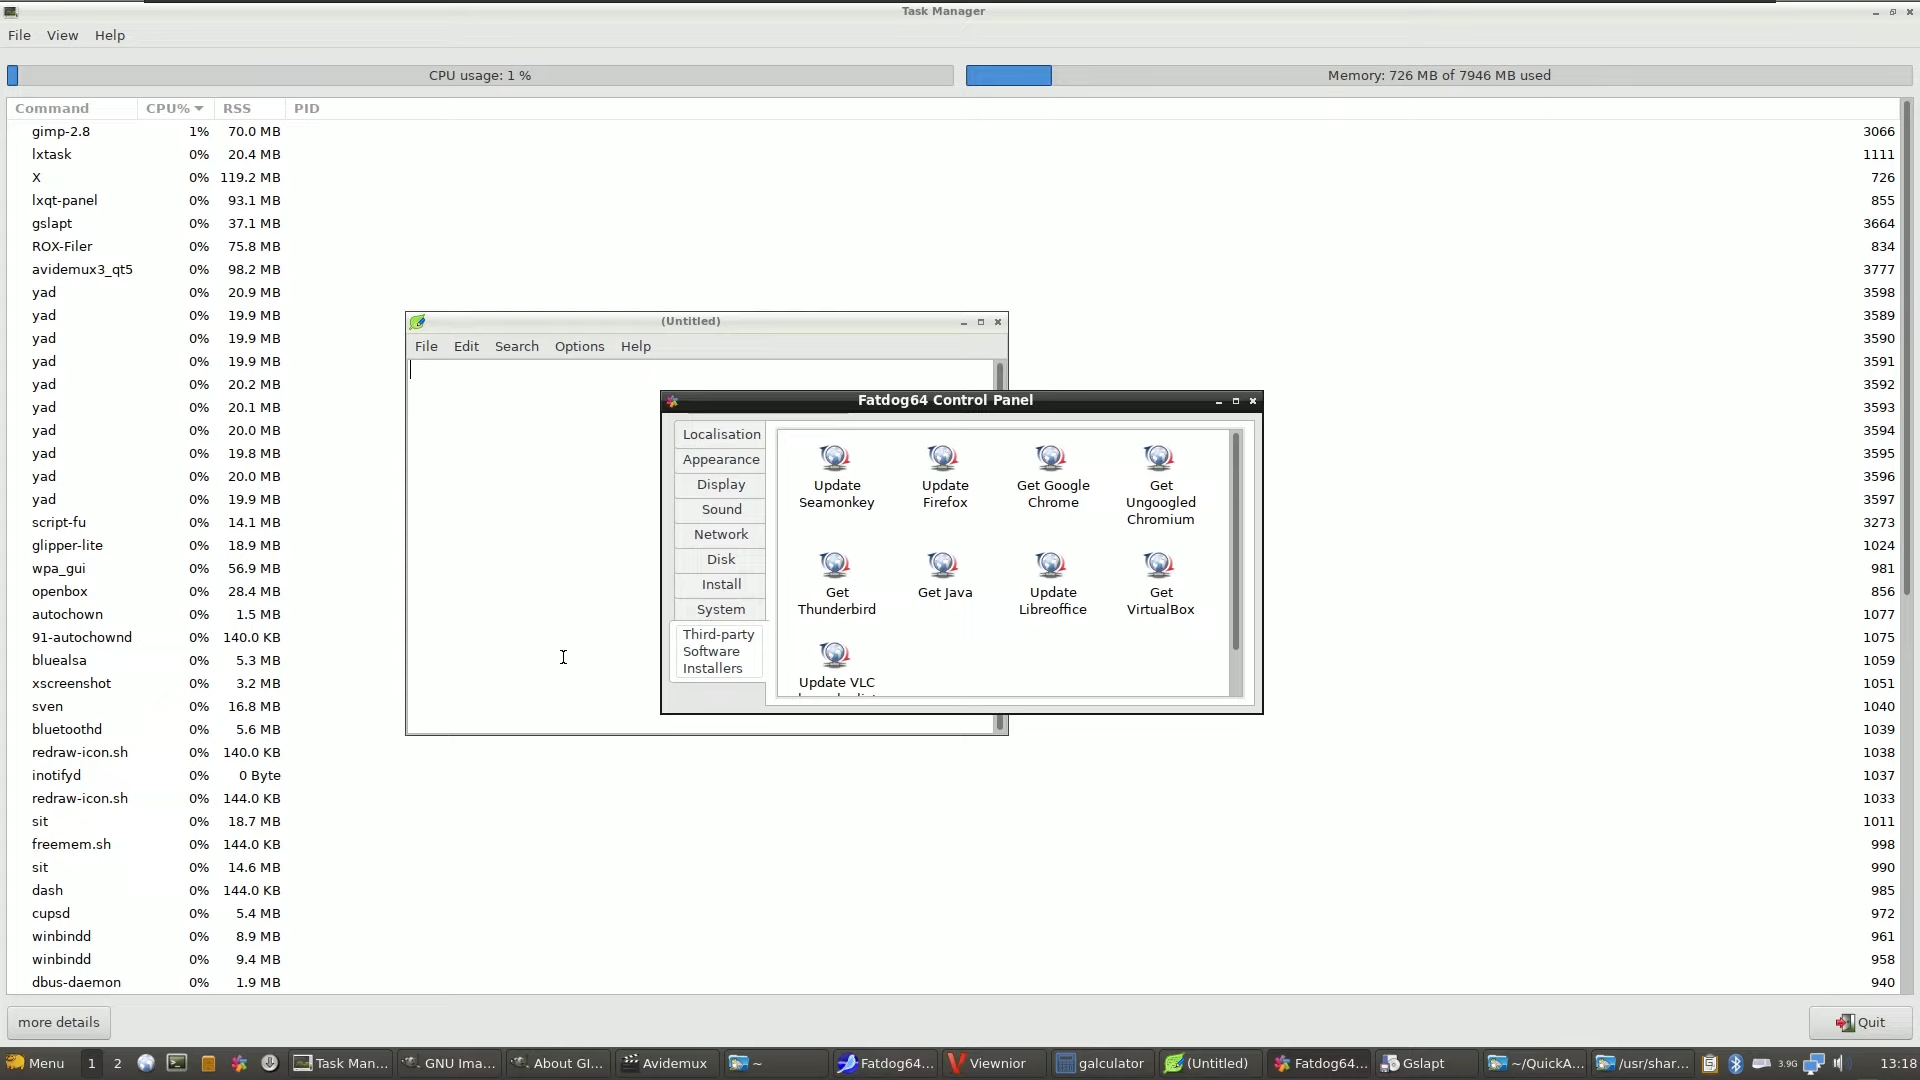 Task Manager
File View Help
CPU usage: 1 %
Memory: 726 MB of 7946 MB used
Command CPU% RSS PID
gimp-2.8 1% 70.0 MB 3066
lxtask 0% 20.4 MB 1111
X 0% 119.2 MB 726
lxqt-panel 0% 93.1 MB 855
gslapt 0% 37.1 MB 3664
ROX-Filer 0% 75.8 MB 834
avidemux3_qt5 0% 98.2 MB 3777
yad 0% 20.9 MB 3598
yad 0% 19.9 MB 3589
yad 0% 19.9 MB 3590
yad 0% 19.9 MB 3591
yad 0% 20.2 MB 3592
yad 0% 20.1 MB 3593
yad 0% 20.0 MB 3594
yad 0% 19.8 MB 3595
yad 0% 20.0 MB 3596
yad 0% 19.9 MB 3597
script-fu 0% 14.1 MB 3273
glipper-lite 0% 18.9 MB 1024
wpa_gui 0% 56.9 MB 981
openbox 0% 28.4 MB 856
autochown 0% 1.5 MB 1077
91-autochownd 0% 140.0 KB 1075
bluealsa 0% 5.3 MB 1059
xscreenshot 0% 3.2 MB 1051
sven 0% 16.8 MB 1040
bluetoothd 0% 5.6 MB 1039
redraw-icon.sh 0% 140.0 KB 1038
inotifyd 0% 0 Byte 1037
redraw-icon.sh 0% 144.0 KB 1033
sit 0% 18.7 MB 1011
freemem.sh 0% 144.0 KB 998
sit 0% 14.6 MB 990
dash 0% 144.0 KB 985
cupsd 0% 5.4 MB 972
winbindd 0% 8.9 MB 961
winbindd 0% 9.4 MB 958
dbus-daemon 0% 1.9 MB 940
(Untitled)
File Edit Search Options Help
Fatdog64 Control Panel
Localisation
Appearance
Display
Sound
Network
Disk
Install
System
Third-party
Software
Installers
Update
Seamonkey
Update
Firefox
Get Google
Chrome
Get
Ungoogled
Chromium
Get
Thunderbird
Get Java
Update
Libreoffice
Get
VirtualBox
Update VLC
more details
Quit
Menu 1 2 Task Man... GNU Ima... About GI... Avidemux ~ Fatdog64... Viewnior galculator (Untitled) Fatdog64... Gslapt ~/QuickA... /usr/shar... 3.9G 13:18